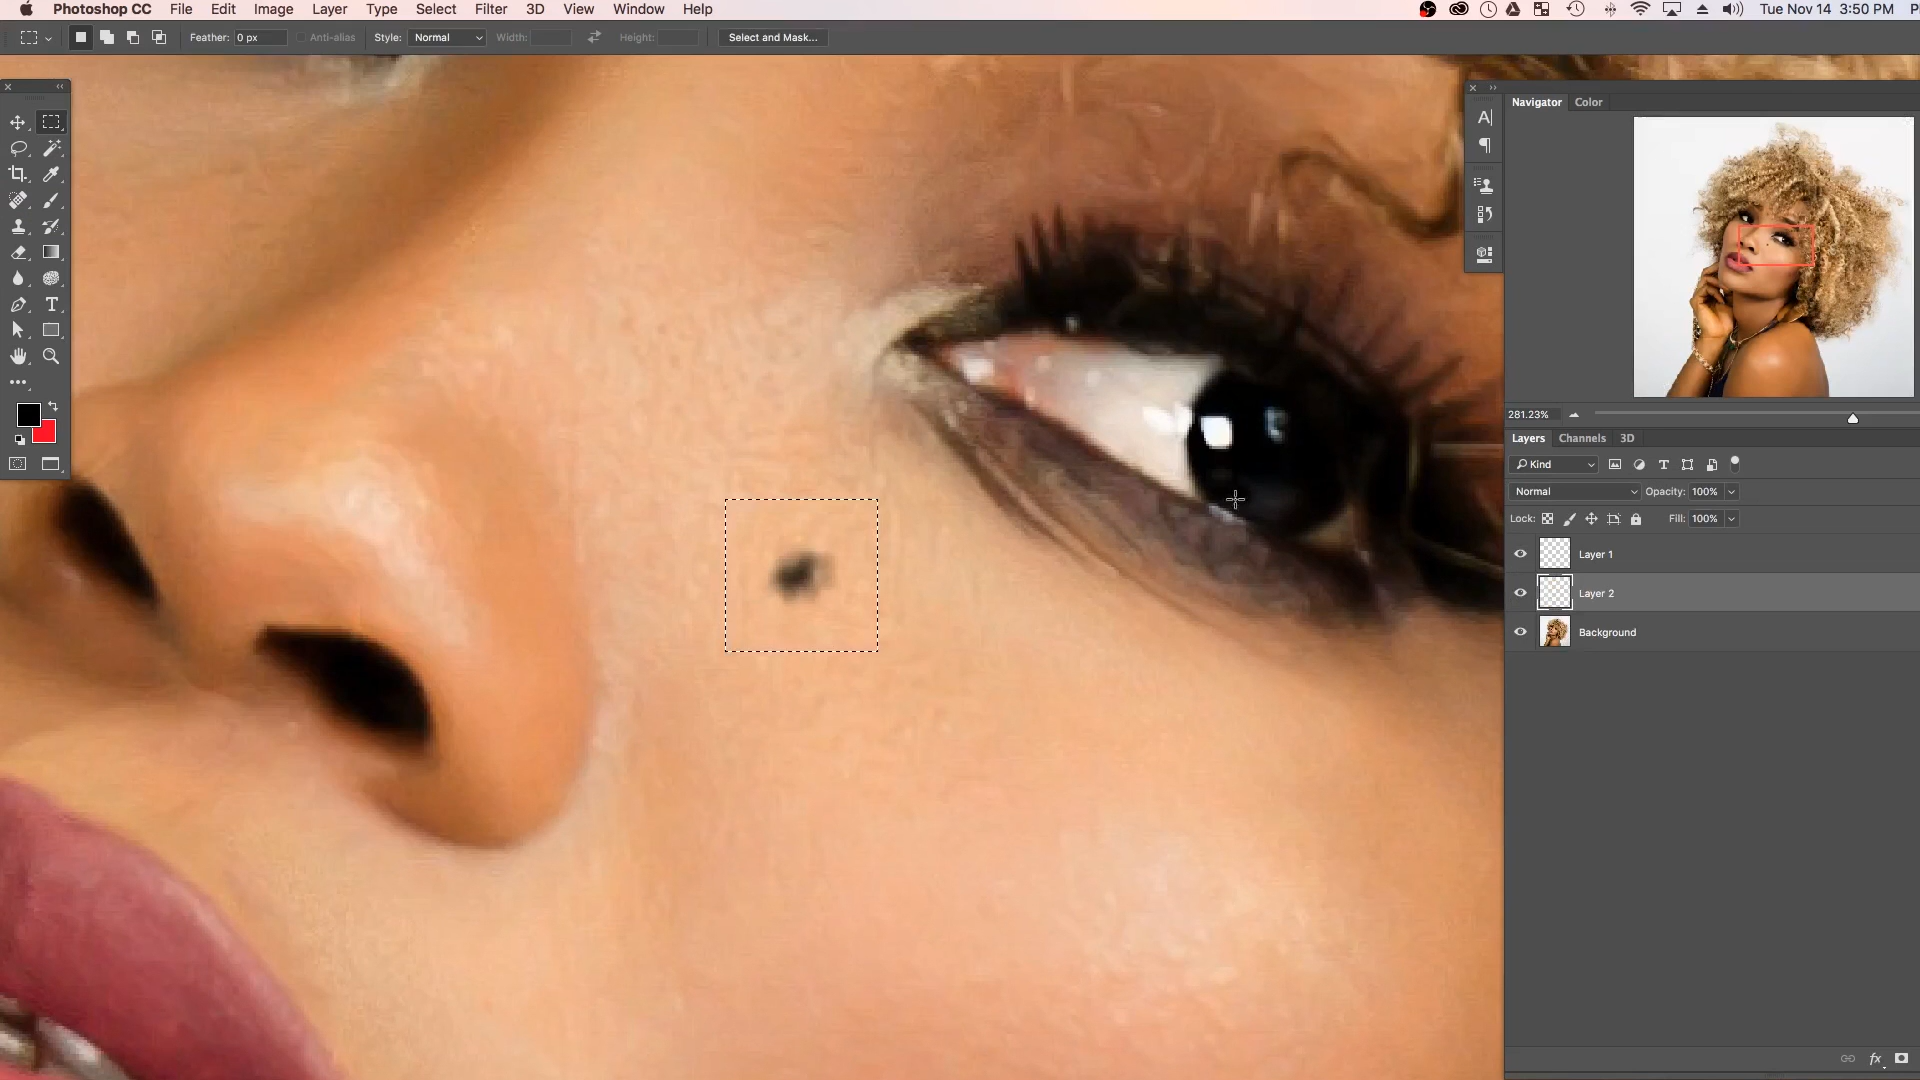 Photoshop CC File Edit Image Layer Type Select Filter 3D View Window Help Tue Nov 14 3:50 PM P
Feather: 0 px Anti-alias Style: Normal Width: Height: Select and Mask...
Navigator Color
281.23%
Layers Channels 3D
Kind
Normal Opacity: 100%
Lock: Fill: 100%
Layer 1
Layer 2
Background
fx